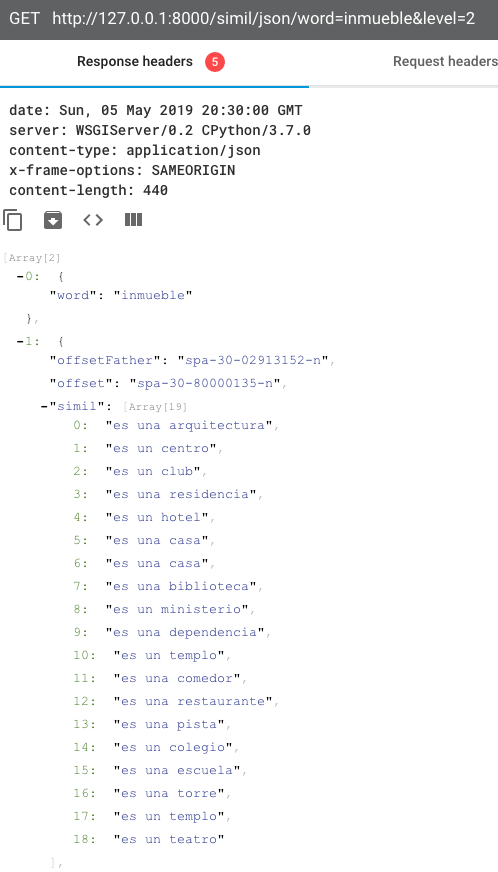 GET http://127.0.0.1:8000/simil/json/word=inmueble&level=2
Response headers 5 Request headers
date: Sun, 05 May 2019 20:30:00 GMT
server: WSGIServer/0.2 CPython/3.7.0
content-type: application/json
x-frame-options: SAMEORIGIN
content-length: 440
[Array[2]
-0: {
"word": "inmueble"
},
-1: {
"offsetFather": "spa-30-02913152-n",
"offset": "spa-30-80000135-n",
-"simil": [Array[19]
0: "es una arquitectura",
1: "es un centro",
2: "es un club",
3: "es una residencia",
4: "es un hotel",
5: "es una casa",
6: "es una casa",
7: "es una biblioteca",
8: "es un ministerio",
9: "es una dependencia",
10: "es un templo",
11: "es una comedor",
12: "es una restaurante",
13: "es una pista",
14: "es un colegio",
15: "es una escuela",
16: "es una torre",
17: "es un templo",
18: "es un teatro"
],